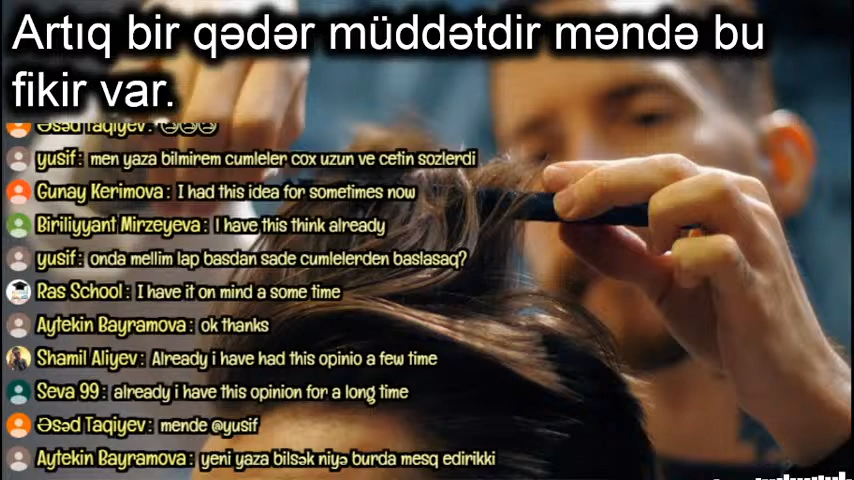 Artıq bir qədər müddətdir məndə bu
fikir var.
Əsəd Taqiyev:
yusif: men yaza bilmirem cumleler cox uzun ve cetin sozlerdi
Gunay Kerimova: I had this idea for sometimes now
Biriliyyant Mirzeyeva: I have this think already
yusif: onda mellim lap basdan sade cumlelerden baslasaq?
Ras School: I have it on mind a some time
Aytekin Bayramova: ok thanks
Shamil Aliyev: Already i have had this opinio a few time
Seva 99: already i have this opinion for a long time
Əsəd Taqiyev: mende @yusif
Aytekin Bayramova: yeni yaza bilsək niyə burda mesq edirikki